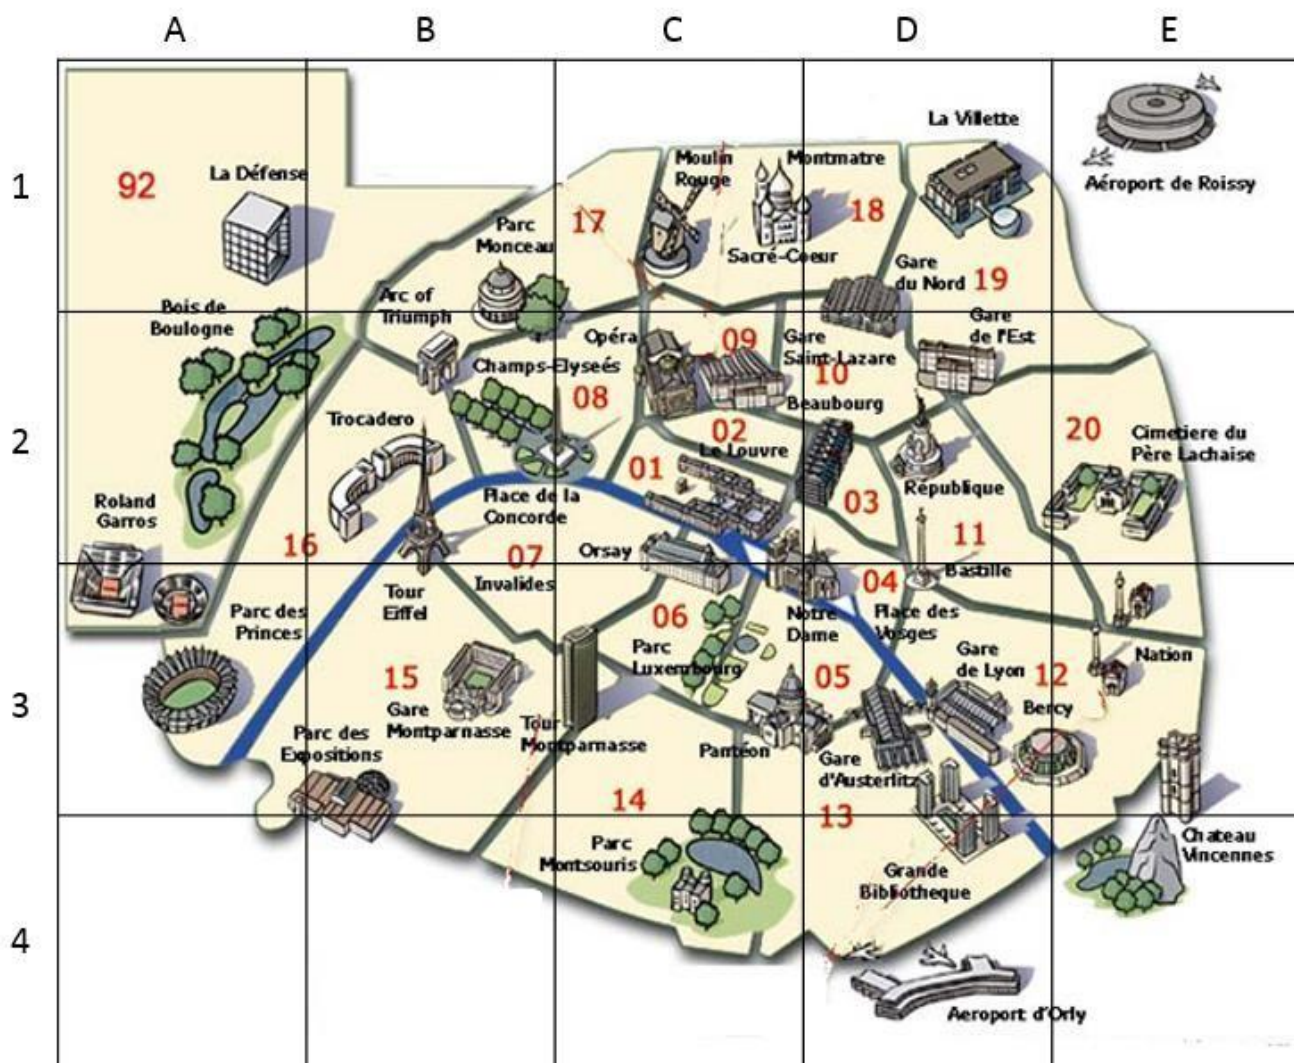 A B C D E
La Villette
Moulin
Rouge
Montmatre
1
92
La Défense
Aéroport de Roissy
17
18
Parc
Monceau
Sacré-Coeur
Gare
du Nord
19
Arc of
Triumph
Bois de
Boulogne
Opéra
09
Gare
Saint-Lazare
Gare
de l'Est
Champs-Elyseés
08
10
Beaubourg
2
Trocadero
02
Le Louvre
20
Cimetiere du
Père Lachaise
01
Roland
Garros
Place de la
Concorde
03
République
16
07
Invalides
Orsay
11
Bastille
04
Tour
Eiffel
Parc des
Princes
06
Notre
Dame
Place des
Vosges
Parc
Luxemrbourg
Gare
de Lyon
Nation
3
15
05
12
Gare
Montparnasse
Bercy
Tour
Montparnasse
Parc des
Expositions
Pantéon
Gare
d'Austerlitz
14
13
Parc
Montsouris
Chateau
Vincennes
Grande
Bibliotheque
4
Aeroport d'Orly